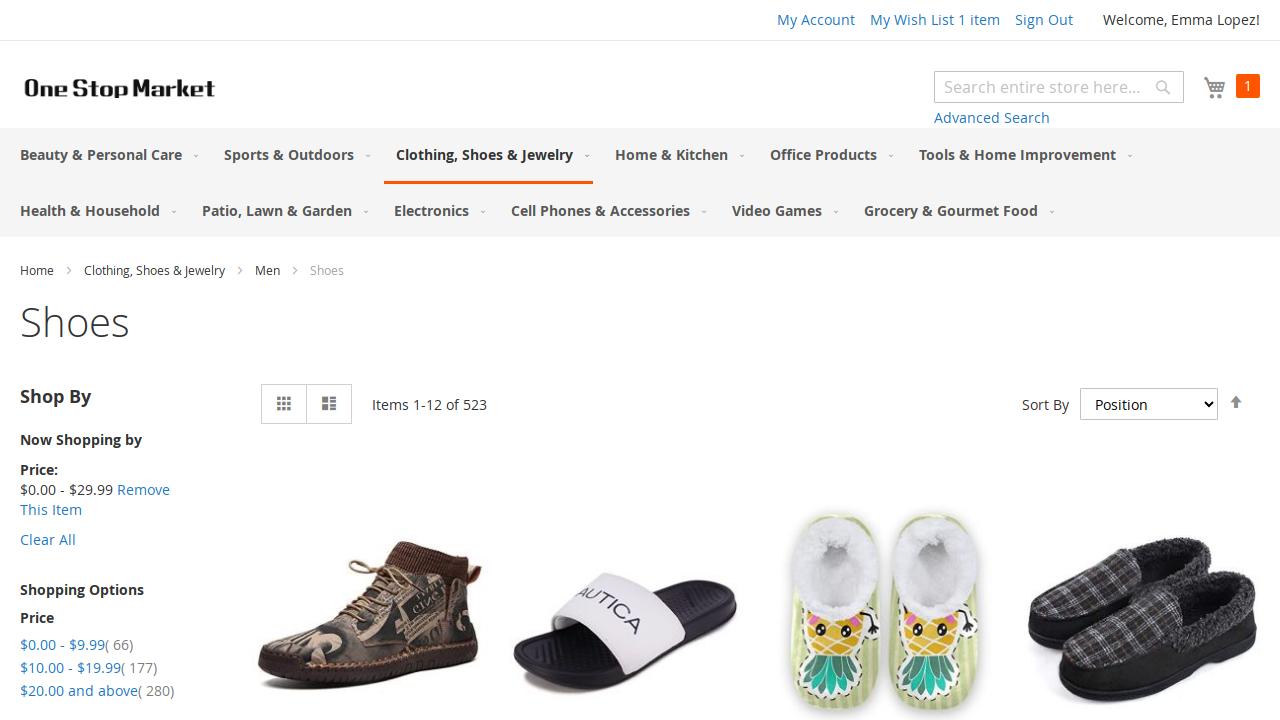 My Account My Wish List 1 item Sign Out Welcome, Emma Lopez!
One Stop Market
Search entire store here...
1
Advanced Search
Beauty & Personal Care Sports & Outdoors Clothing, Shoes & Jewelry Home & Kitchen Office Products Tools & Home Improvement
Health & Household Patio, Lawn & Garden Electronics Cell Phones & Accessories Video Games Grocery & Gourmet Food
Home Clothing, Shoes & Jewelry Men Shoes
Shoes
Shop By
Items 1-12 of 523
Sort By Position
Now Shopping by
Price:
$0.00 - $29.99 Remove
This Item
Clear All
Shopping Options
Price
$0.00 - $9.99( 66)
$10.00 - $19.99( 177)
$20.00 and above( 280)
AUTICA